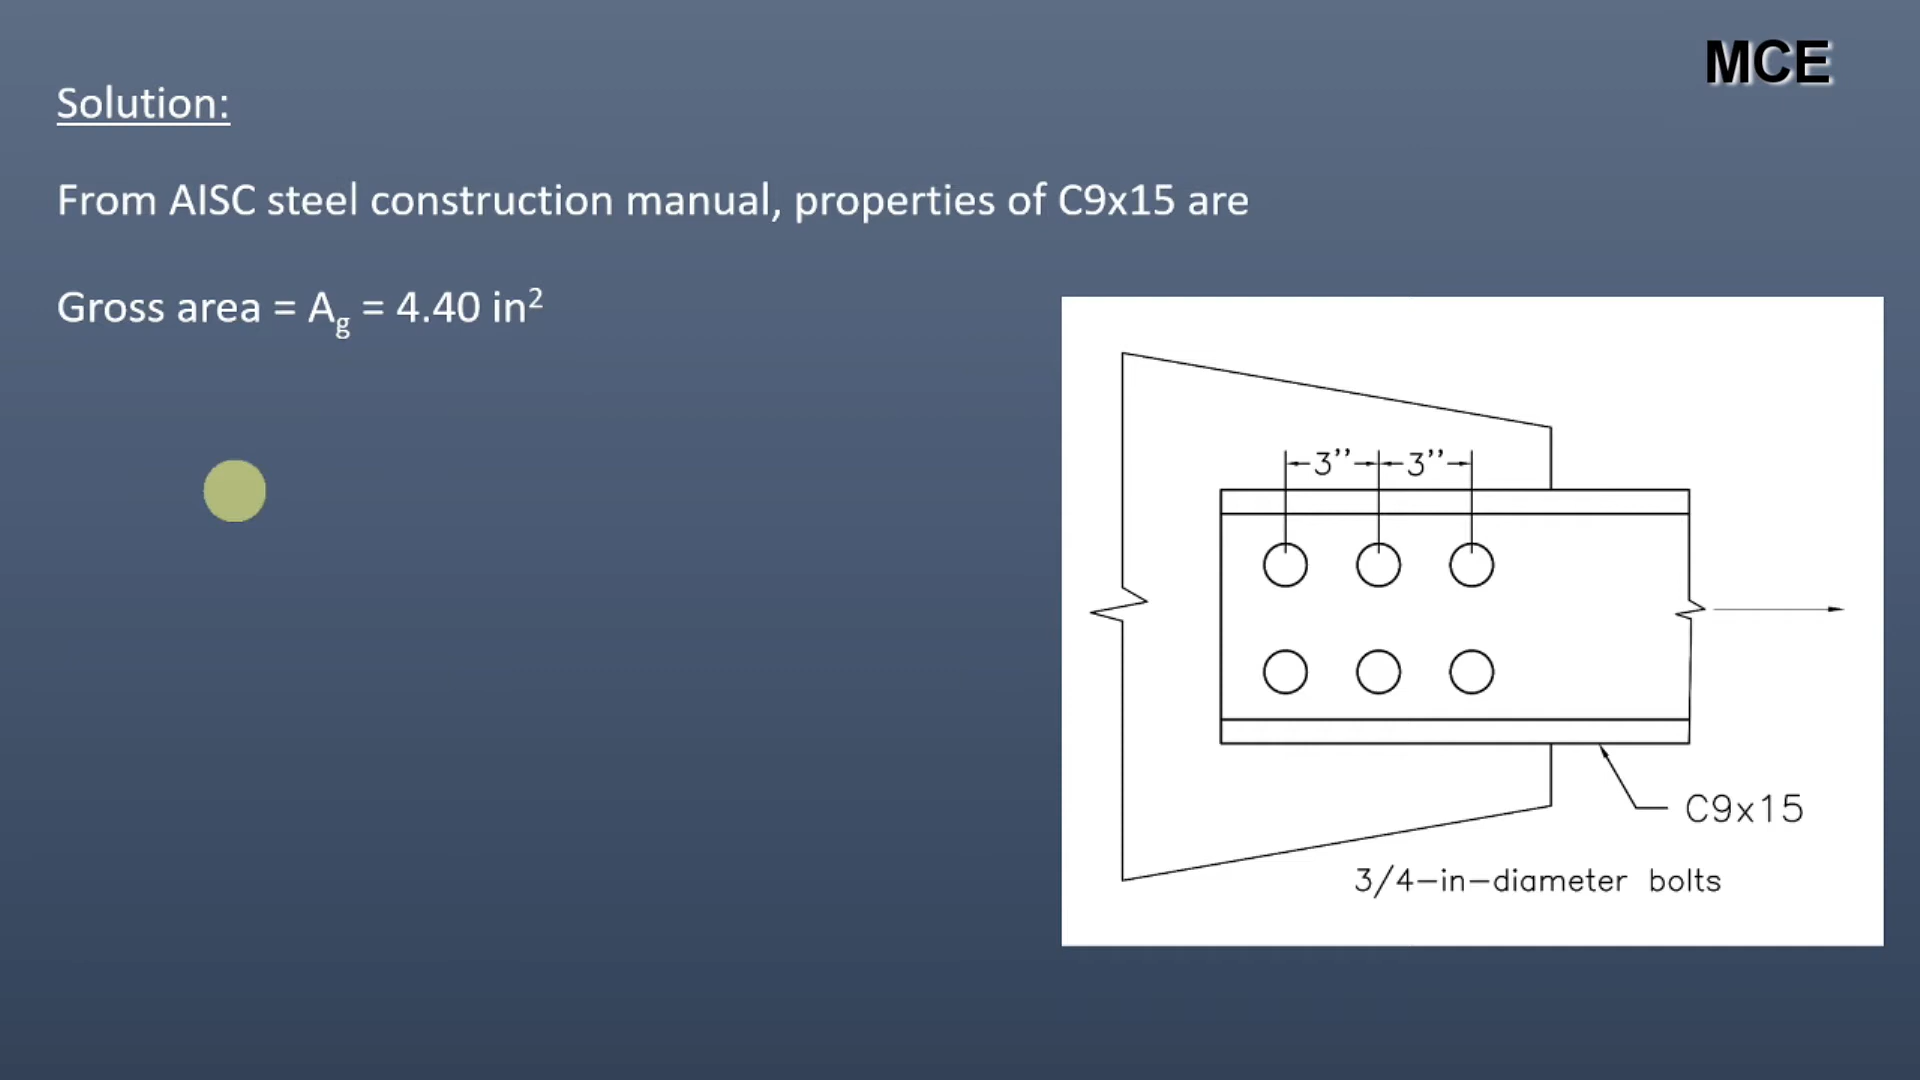 MCE
Solution:
From AISC steel construction manual, properties of C9x15 are
Gross area = A_g = 4.40 in²
3’’ 3’’
C9x15
3/4–in–diameter bolts